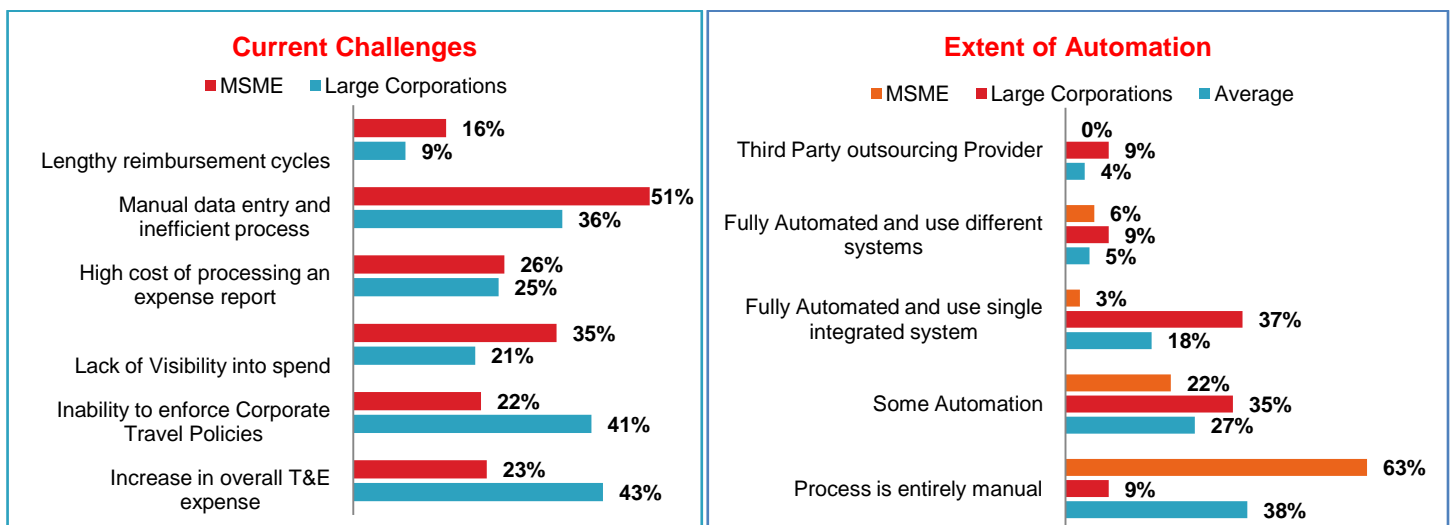 Current Challenges
MSME Large Corporations
16%
Lengthy reimbursement cycles
9%
Manual data entry and
inefficient process
51%
36%
High cost of processing an
expense report
26%
25%
35%
Lack of Visibility into spend
21%
Inability to enforce Corporate
Travel Policies
22%
41%
Increase in overall T&E
expense
23%
43%
Extent of Automation
MSME Large Corporations Average
Third Party outsourcing Provider
0%
9%
4%
Fully Automated and use different
systems
6%
9%
5%
Fully Automated and use single
integrated system
3%
37%
18%
Some Automation
22%
35%
27%
Process is entirely manual
63%
9%
38%